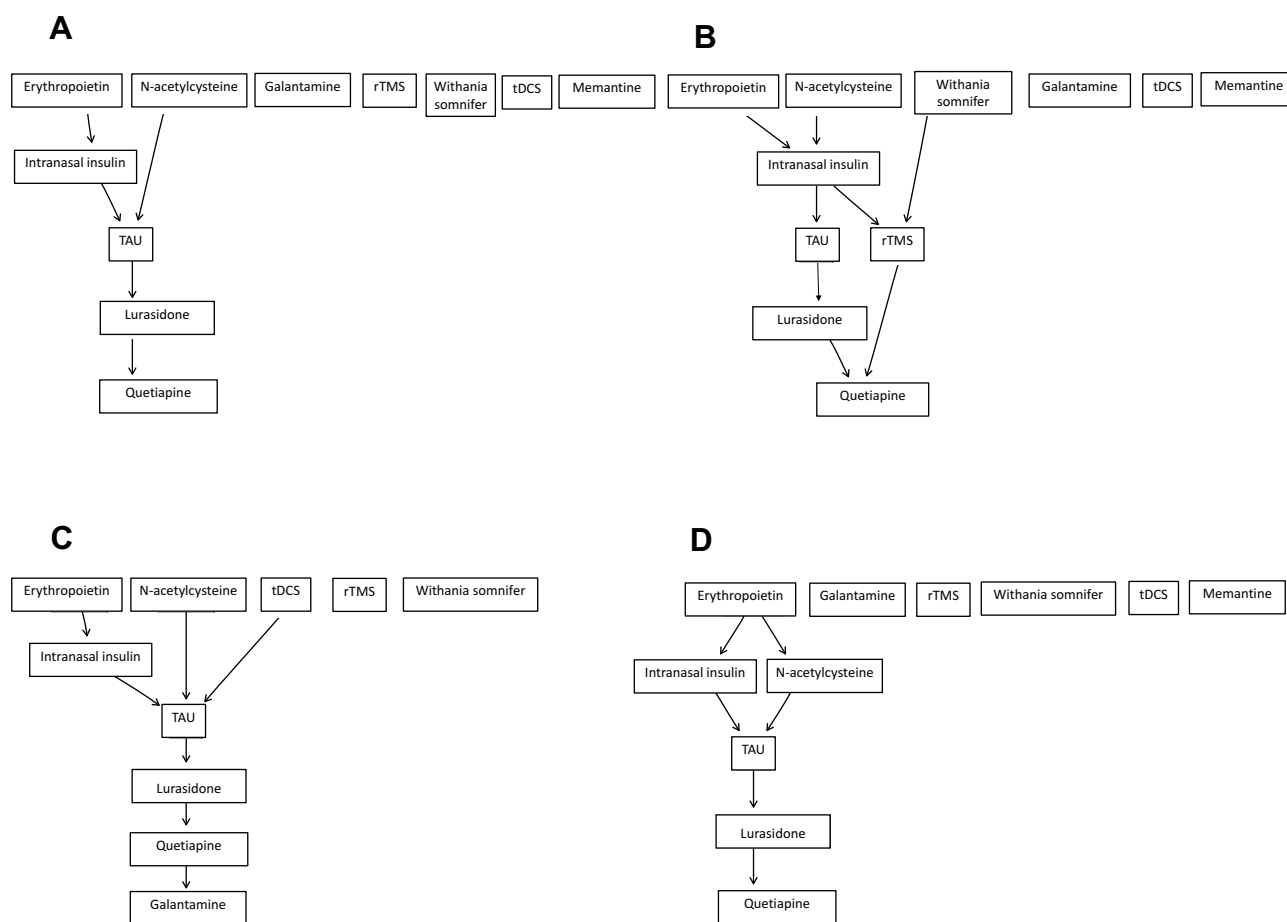 A
Erythropoietin
N-acetylcysteine
Galantamine
rTMS
Withania
somnifer
tDCS
Memantine
Intranasal insulin
TAU
Lurasidone
Quetiapine
B
Erythropoietin
N-acetylcysteine
Withania
somnifer
Galantamine
tDCS
Memantine
Intranasal insulin
TAU
rTMS
Lurasidone
Quetiapine
C
Erythropoietin
N-acetylcysteine
tDCS
rTMS
Withania somnifer
Intranasal insulin
TAU
Lurasidone
Quetiapine
Galantamine
D
Erythropoietin
Galantamine
rTMS
Withania somnifer
tDCS
Memantine
Intranasal insulin
N-acetylcysteine
TAU
Lurasidone
Quetiapine